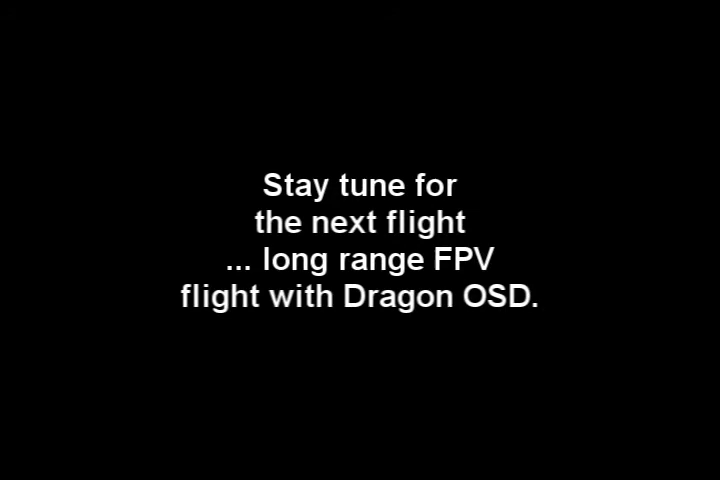 Stay tune for
the next flight
... long range FPV
flight with Dragon OSD.